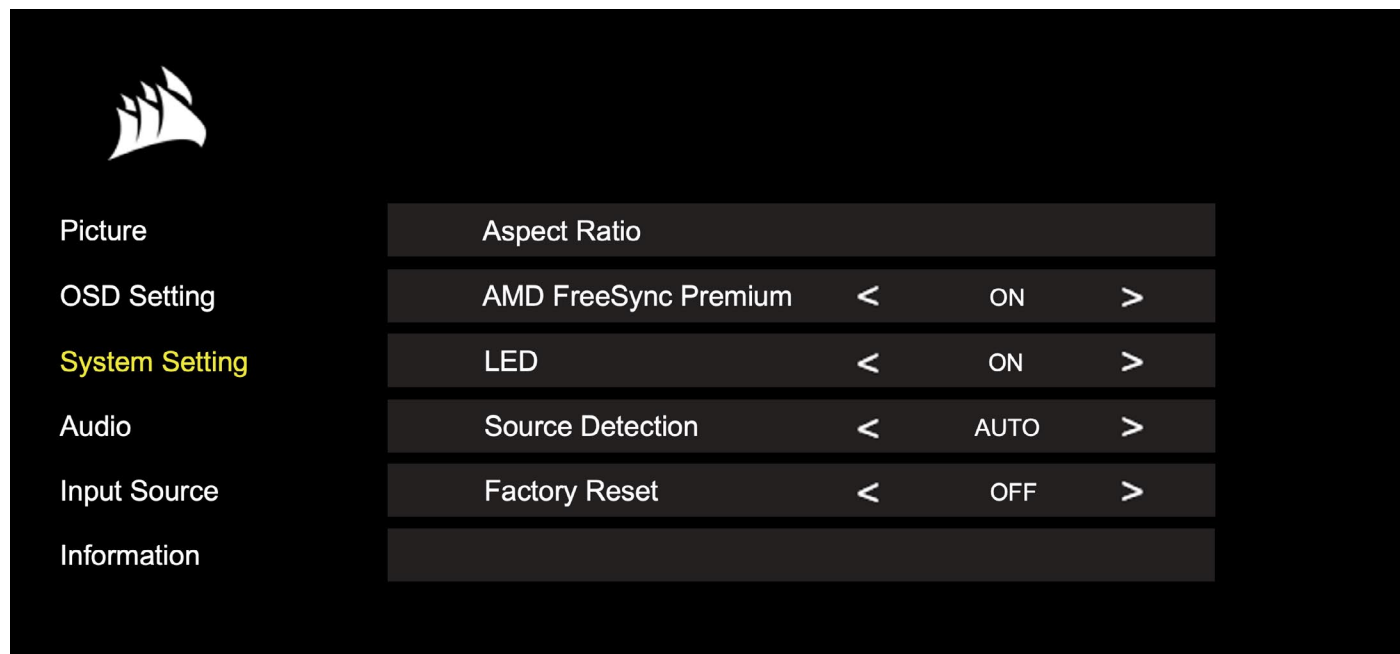 Picture Aspect Ratio
OSD Setting AMD FreeSync Premium < ON >
System Setting LED < ON >
Audio Source Detection < AUTO >
Input Source Factory Reset < OFF >
Information